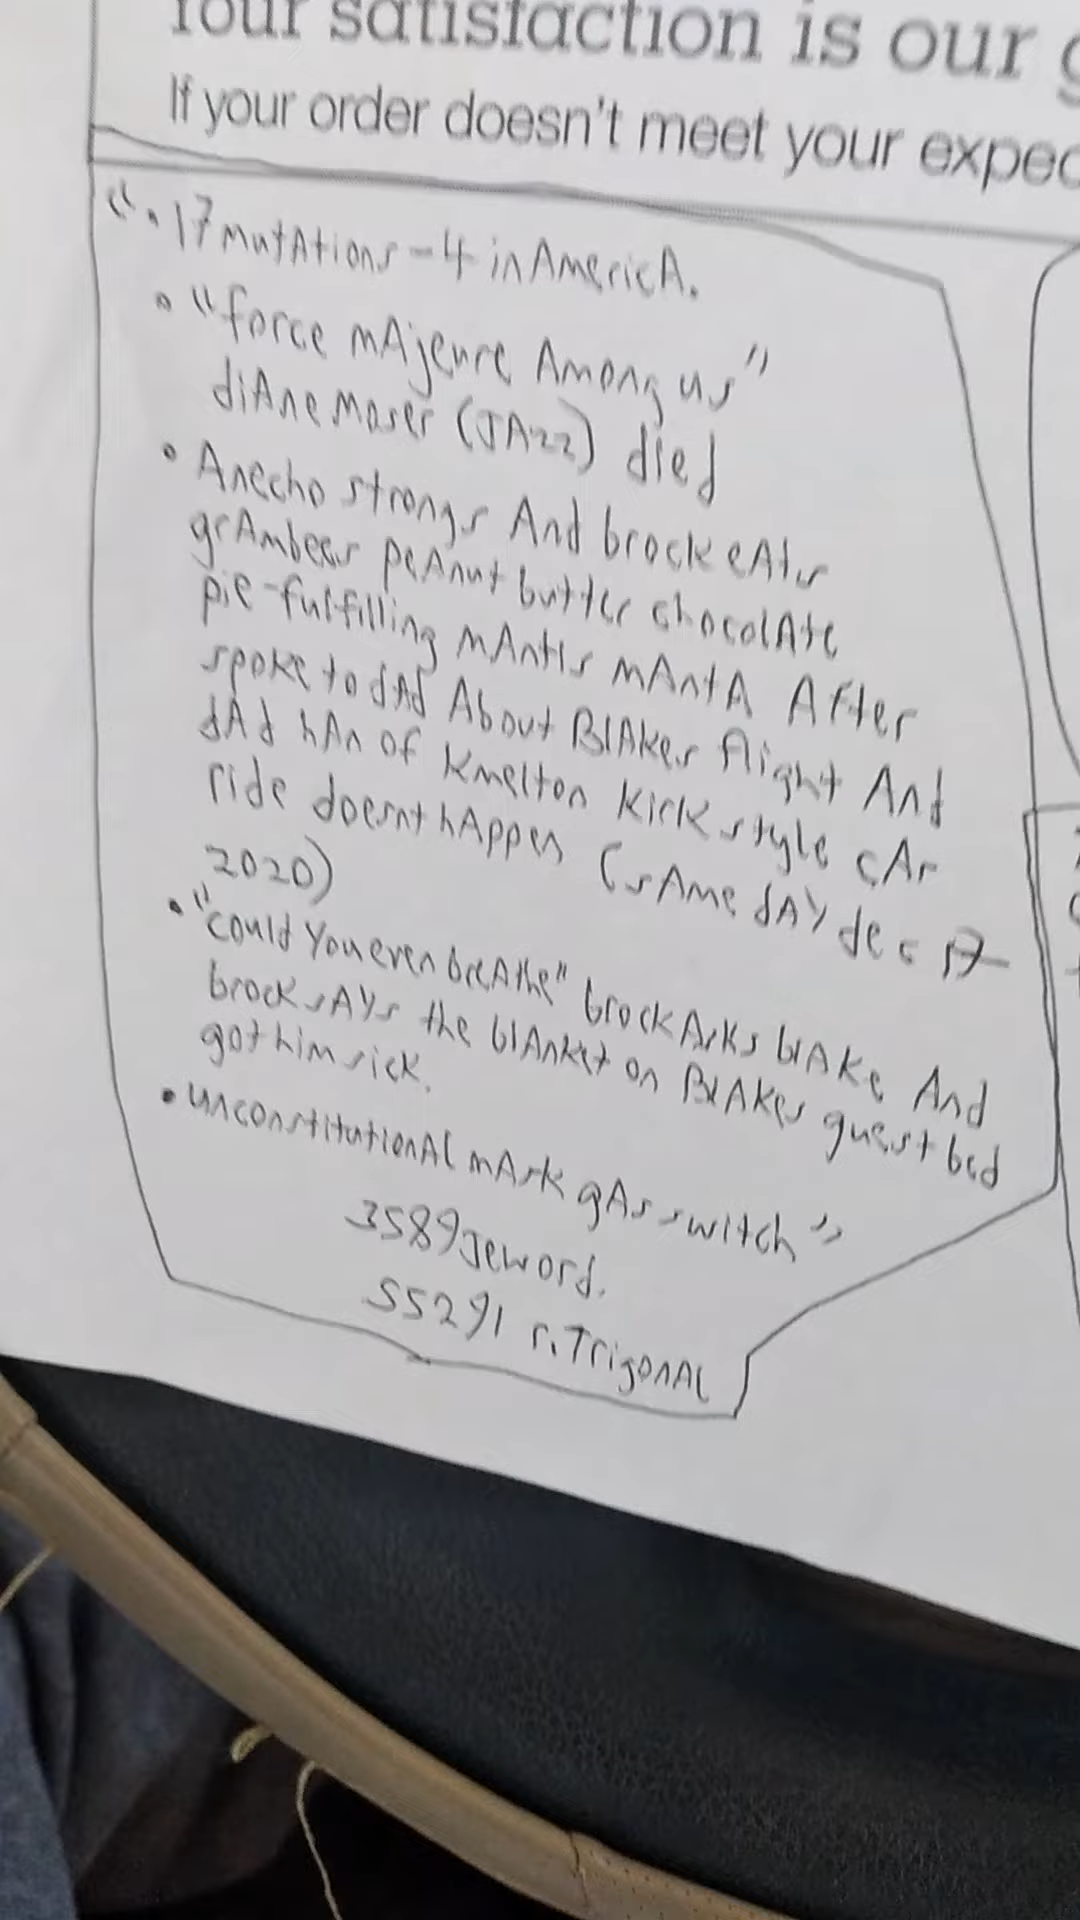 Your satisfaction is our g
If your order doesn't meet your expec
". 17 mutAtions - 4 in AmericA.
• "force mAjeure Among us"
diAne moser (JAzz) died
• Anecho strongs And brock eAts
grAmbees peAnut butter chocolAte
pie - fulfilling mAntis mAntA After
spoke to dAd About BlAkes flight And
dAd hAn of Kmelton Kirk style cAr
ride doesnt hAppen (sAme dAy dec 17
2020)
• "could You even breAthe" brock Asks blAke And
brock sAys the blAnket on BlAkes guest bed
got him sick.
• unconstitutionAl mAsk gAs switch"
3589 jeword.
55291 r. TrigonAl